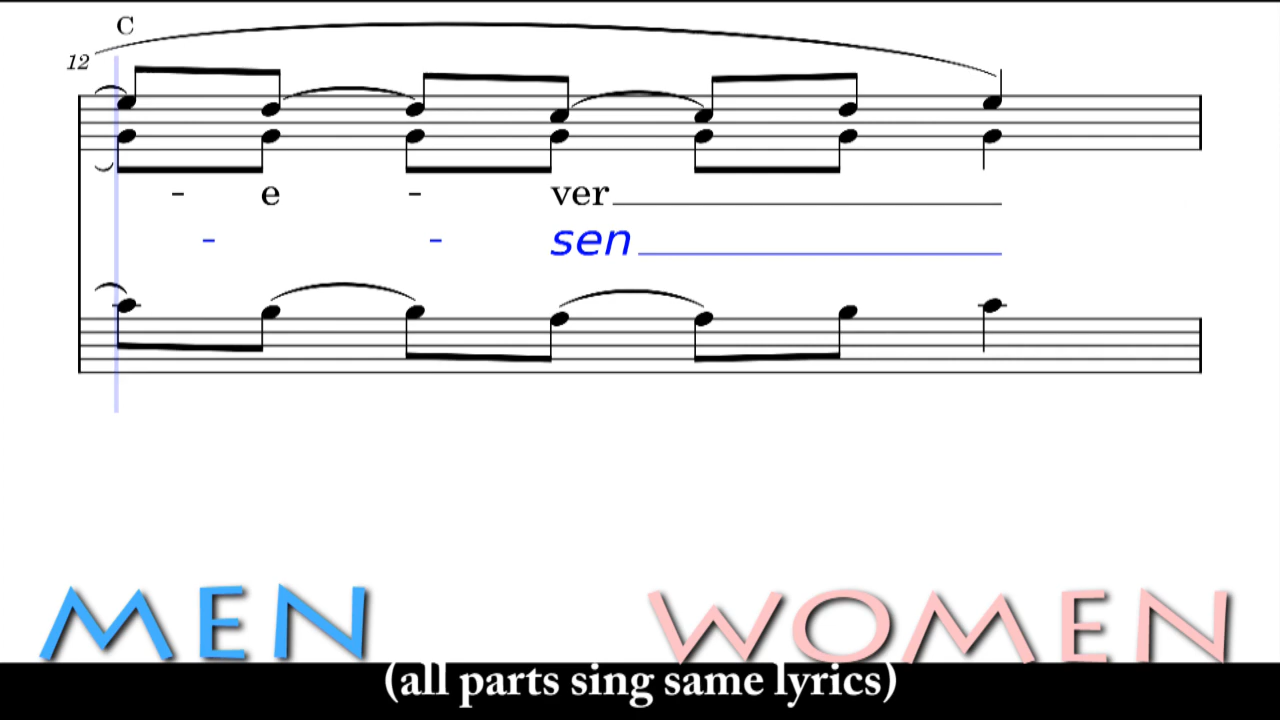 C
12
- e - ver
- - sen
MEN WOMEN
(all parts sing same lyrics)